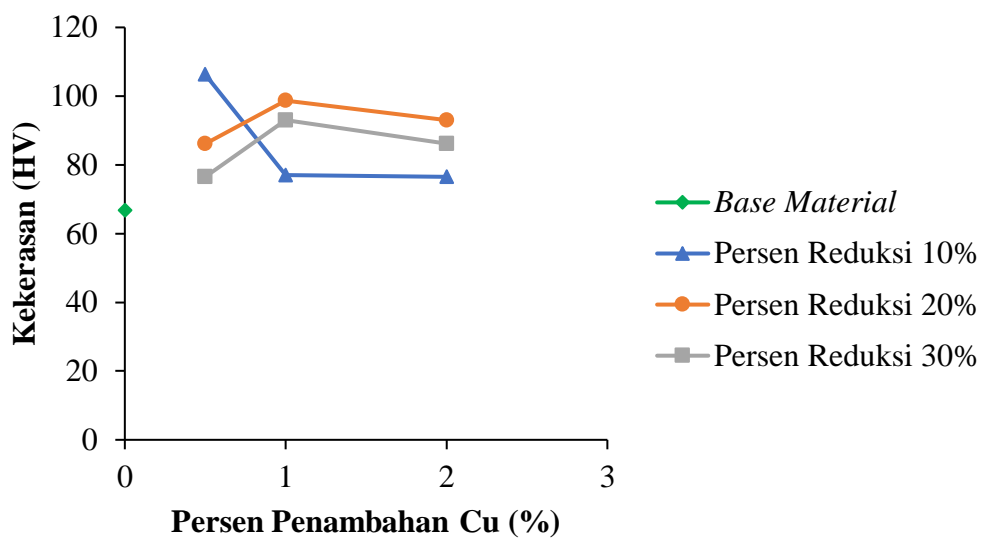 120
100
80
60
40
20
0
Kekerasan (HV)
0 1 2 3
Persen Penambahan Cu (%)
Base Material
Persen Reduksi 10%
Persen Reduksi 20%
Persen Reduksi 30%